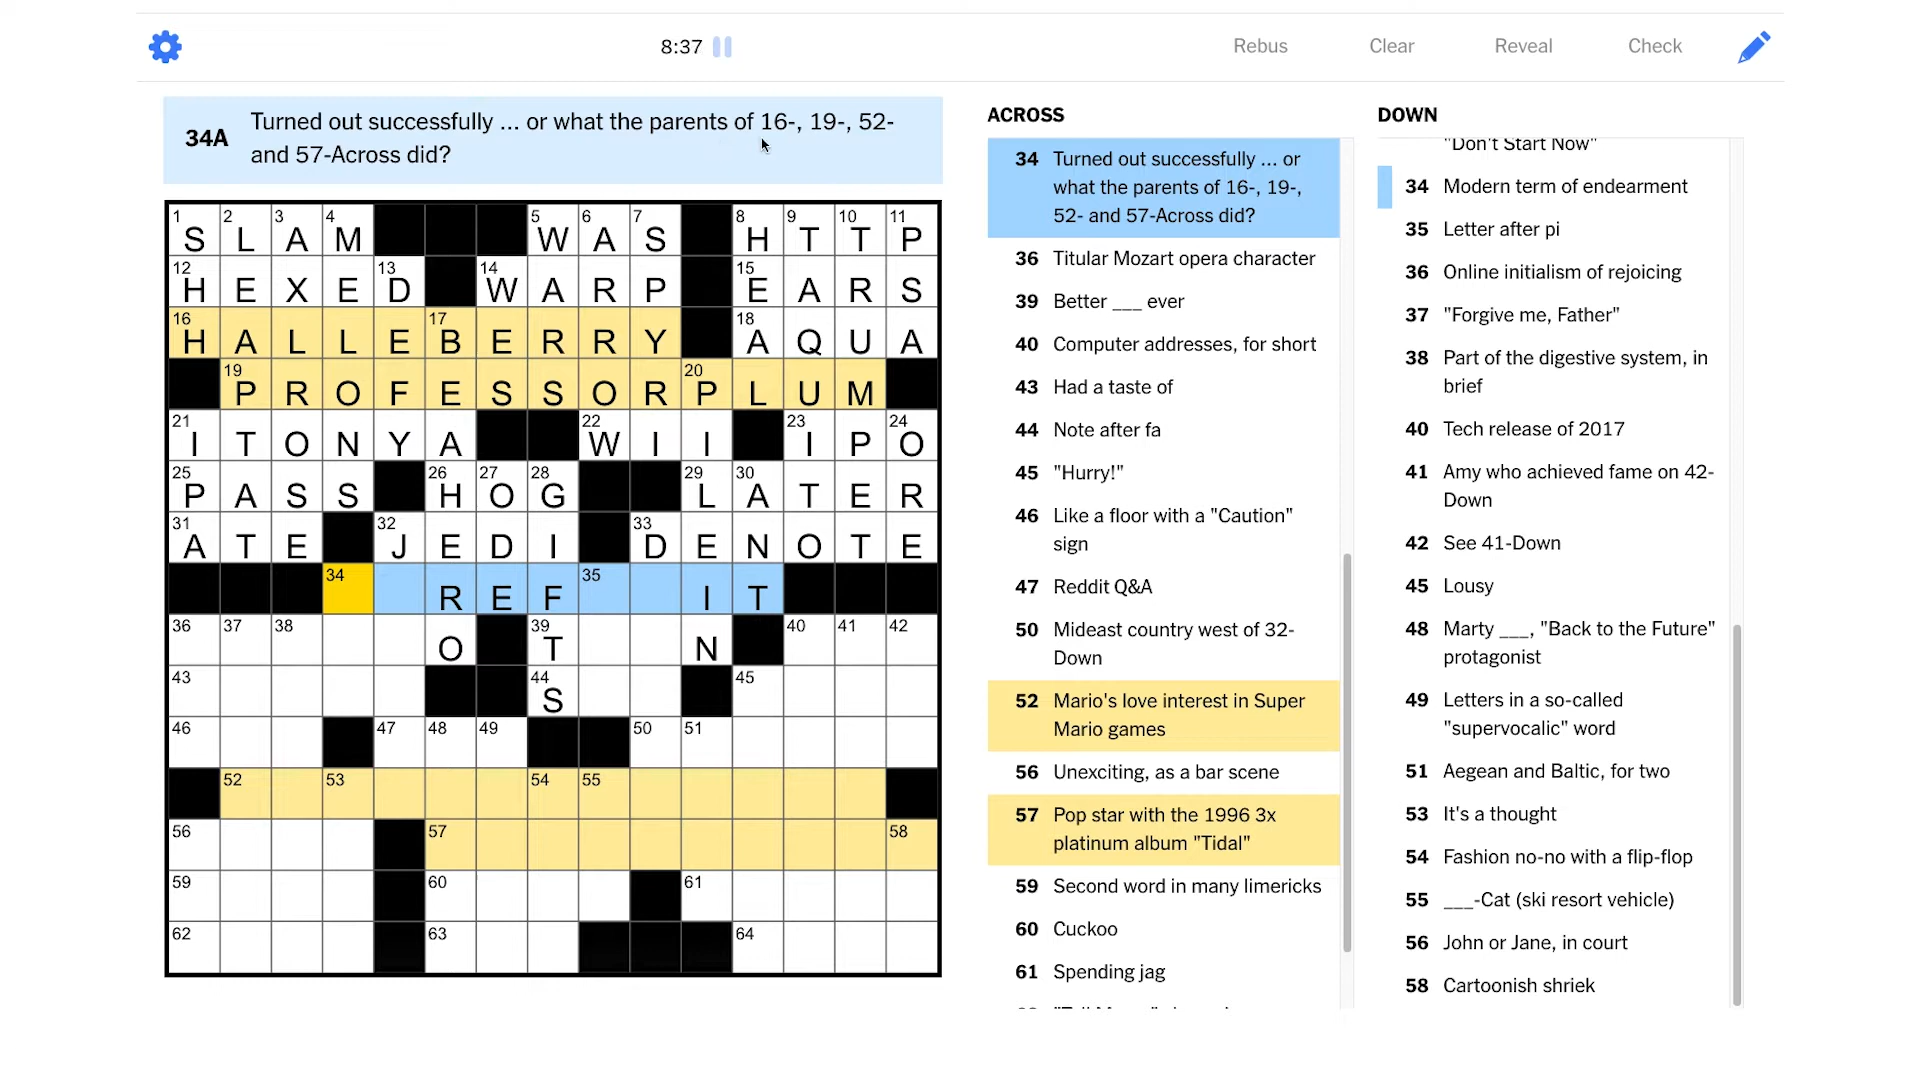 8:37
Rebus
Clear
Reveal
Check
34A
Turned out successfully ... or what the parents of 16-, 19-, 52-
and 57-Across did?
1 2 3 4 5 6 7 8 9 10 11
S L A M W A S H T T P
12 13 14 15
H E X E D W A R P E A R S
16 17 18
H A L L E B E R R Y A Q U A
19 20
P R O F E S S O R P L U M
21 22 23 24
I T O N Y A W I I I P O
25 26 27 28 29 30
P A S S H O G L A T E R
31 32 33
A T E J E D I D E N O T E
34 35
R E F I T
36 37 38 39 40 41 42
O T N
43 44 45
S
46 47 48 49 50 51
52 53 54 55
56 57 58
59 60 61
62 63 64
ACROSS
34 Turned out successfully ... or
what the parents of 16-, 19-,
52- and 57-Across did?
36 Titular Mozart opera character
39 Better ___ ever
40 Computer addresses, for short
43 Had a taste of
44 Note after fa
45 "Hurry!"
46 Like a floor with a "Caution"
sign
47 Reddit Q&A
50 Mideast country west of 32-
Down
52 Mario's love interest in Super
Mario games
56 Unexciting, as a bar scene
57 Pop star with the 1996 3x
platinum album "Tidal"
59 Second word in many limericks
60 Cuckoo
61 Spending jag
DOWN
"Don't Start Now"
34 Modern term of endearment
35 Letter after pi
36 Online initialism of rejoicing
37 "Forgive me, Father"
38 Part of the digestive system, in
brief
40 Tech release of 2017
41 Amy who achieved fame on 42-
Down
42 See 41-Down
45 Lousy
48 Marty ___, "Back to the Future"
protagonist
49 Letters in a so-called
"supervocalic" word
51 Aegean and Baltic, for two
53 It's a thought
54 Fashion no-no with a flip-flop
55 ___-Cat (ski resort vehicle)
56 John or Jane, in court
58 Cartoonish shriek